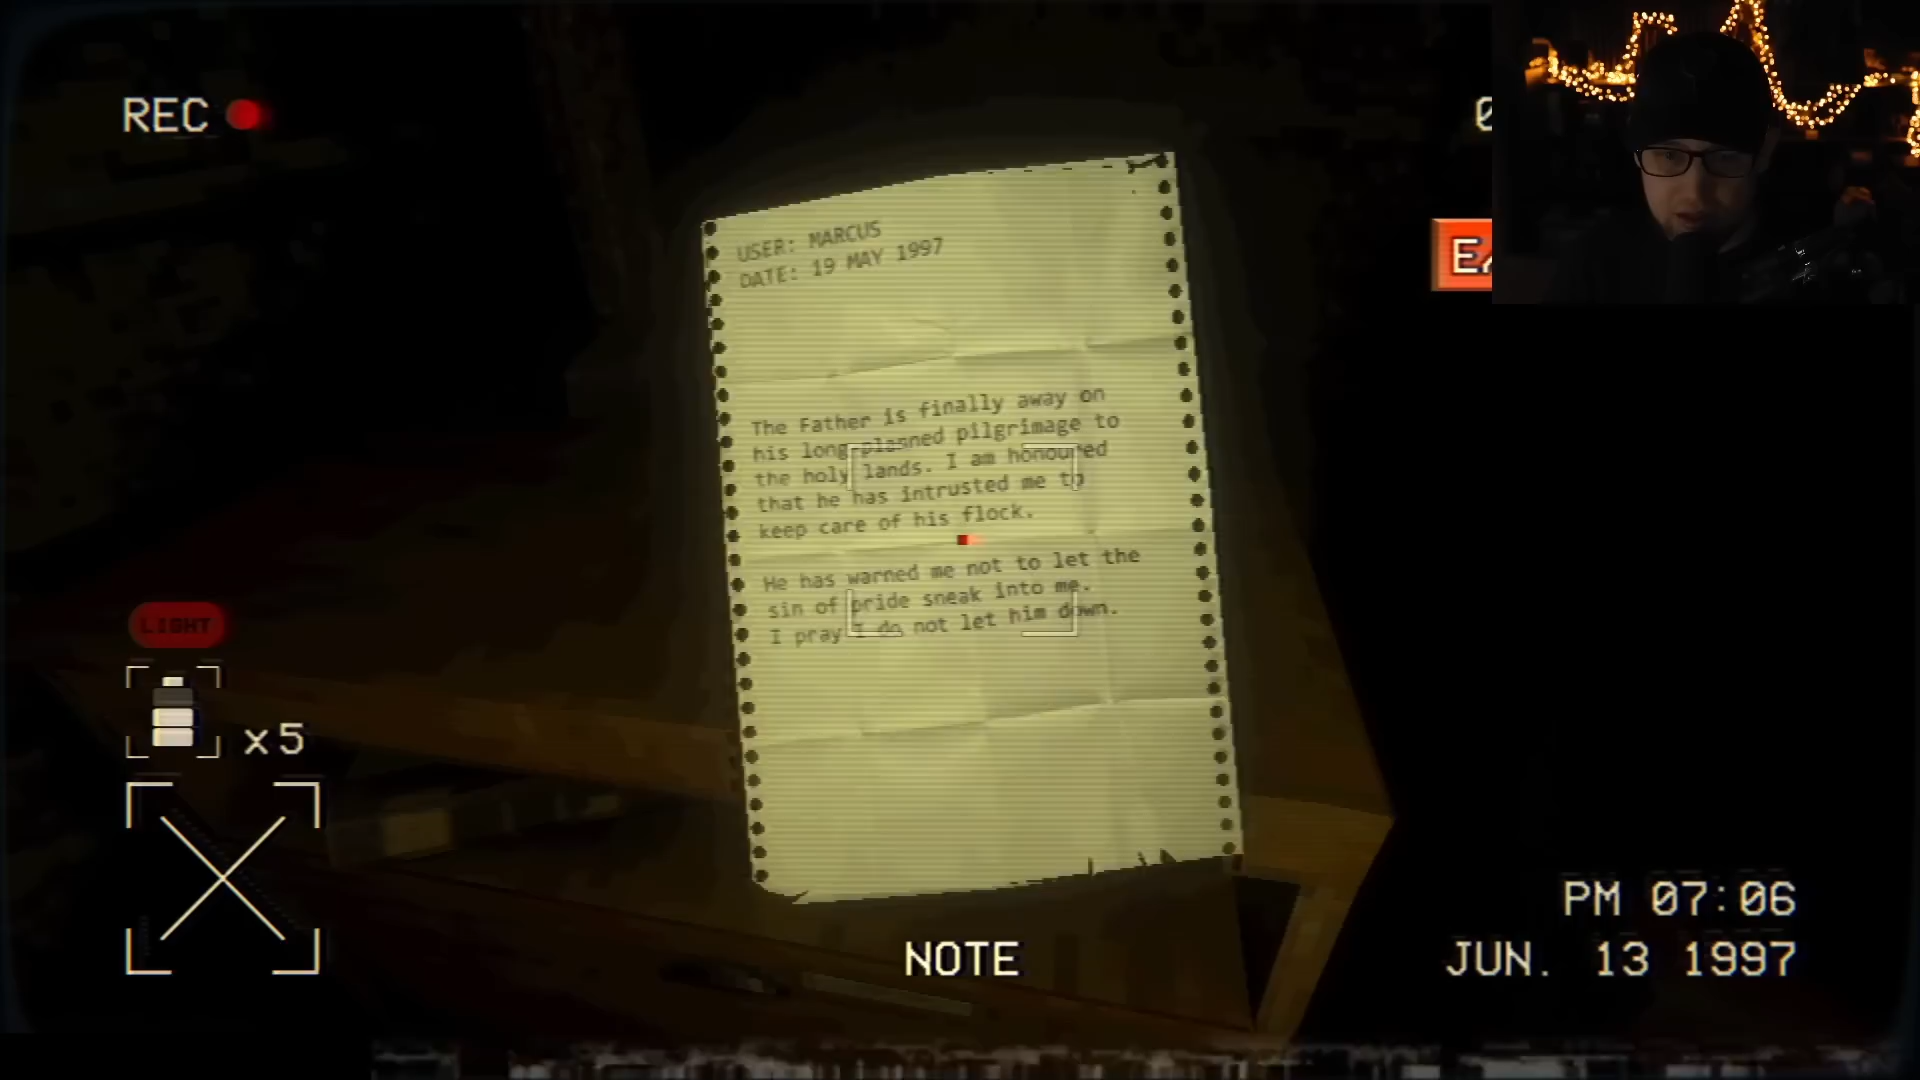 REC
USER: MARCUS
DATE: 19 MAY 1997
The Father is finally away on
his long-planned pilgrimage to
the holy lands. I am honoured
that he has intrusted me to
keep care of his flock.
He has warned me not to let the
sin of pride sneak into me.
I pray I do not let him down.
LIGHT
x5
NOTE
PM 07:06
JUN. 13 1997